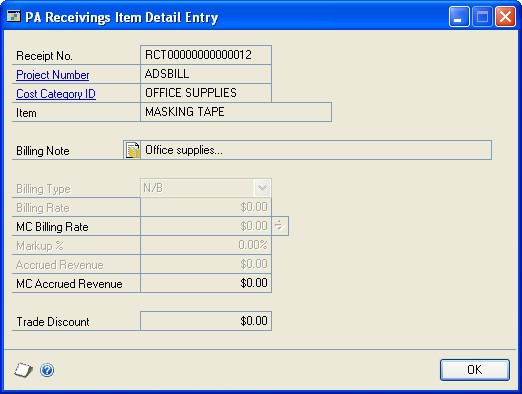 PA Receivings Item Detail Entry
Receipt No. RCT00000000000012
Project Number ADSBILL
Cost Category ID OFFICE SUPPLIES
Item MASKING TAPE
Billing Note Office supplies...
Billing Type N/B
Billing Rate $0.00
MC Billing Rate $0.00
Markup % 0.00%
Accrued Revenue $0.00
MC Accrued Revenue $0.00
Trade Discount $0.00
OK